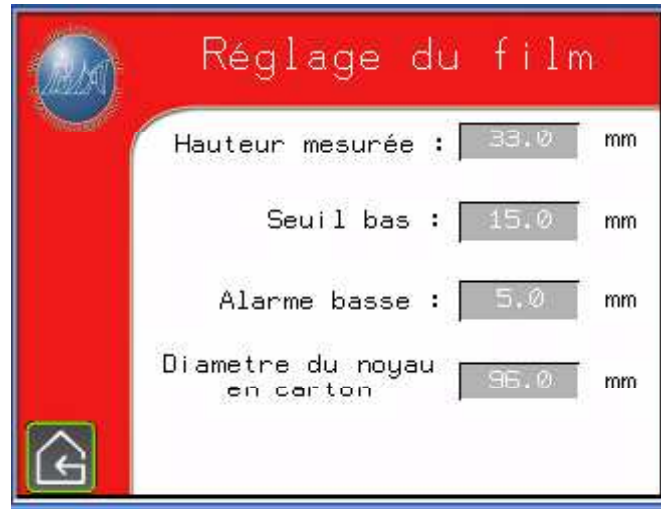 Réglage du film
Hauteur mesurée : 33.0 mm
Seuil bas : 15.0 mm
Alarme basse : 5.0 mm
Diametre du noyau
en carton 96.0 mm